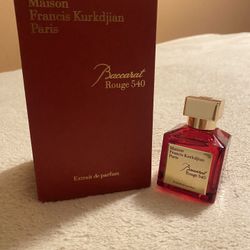 Maison
Francis Kurkdjian
Paris
Baccarat
Rouge 540
Extrait de parfum
Maison
Francis Kurkdjian
Paris
Baccarat
Rouge 540